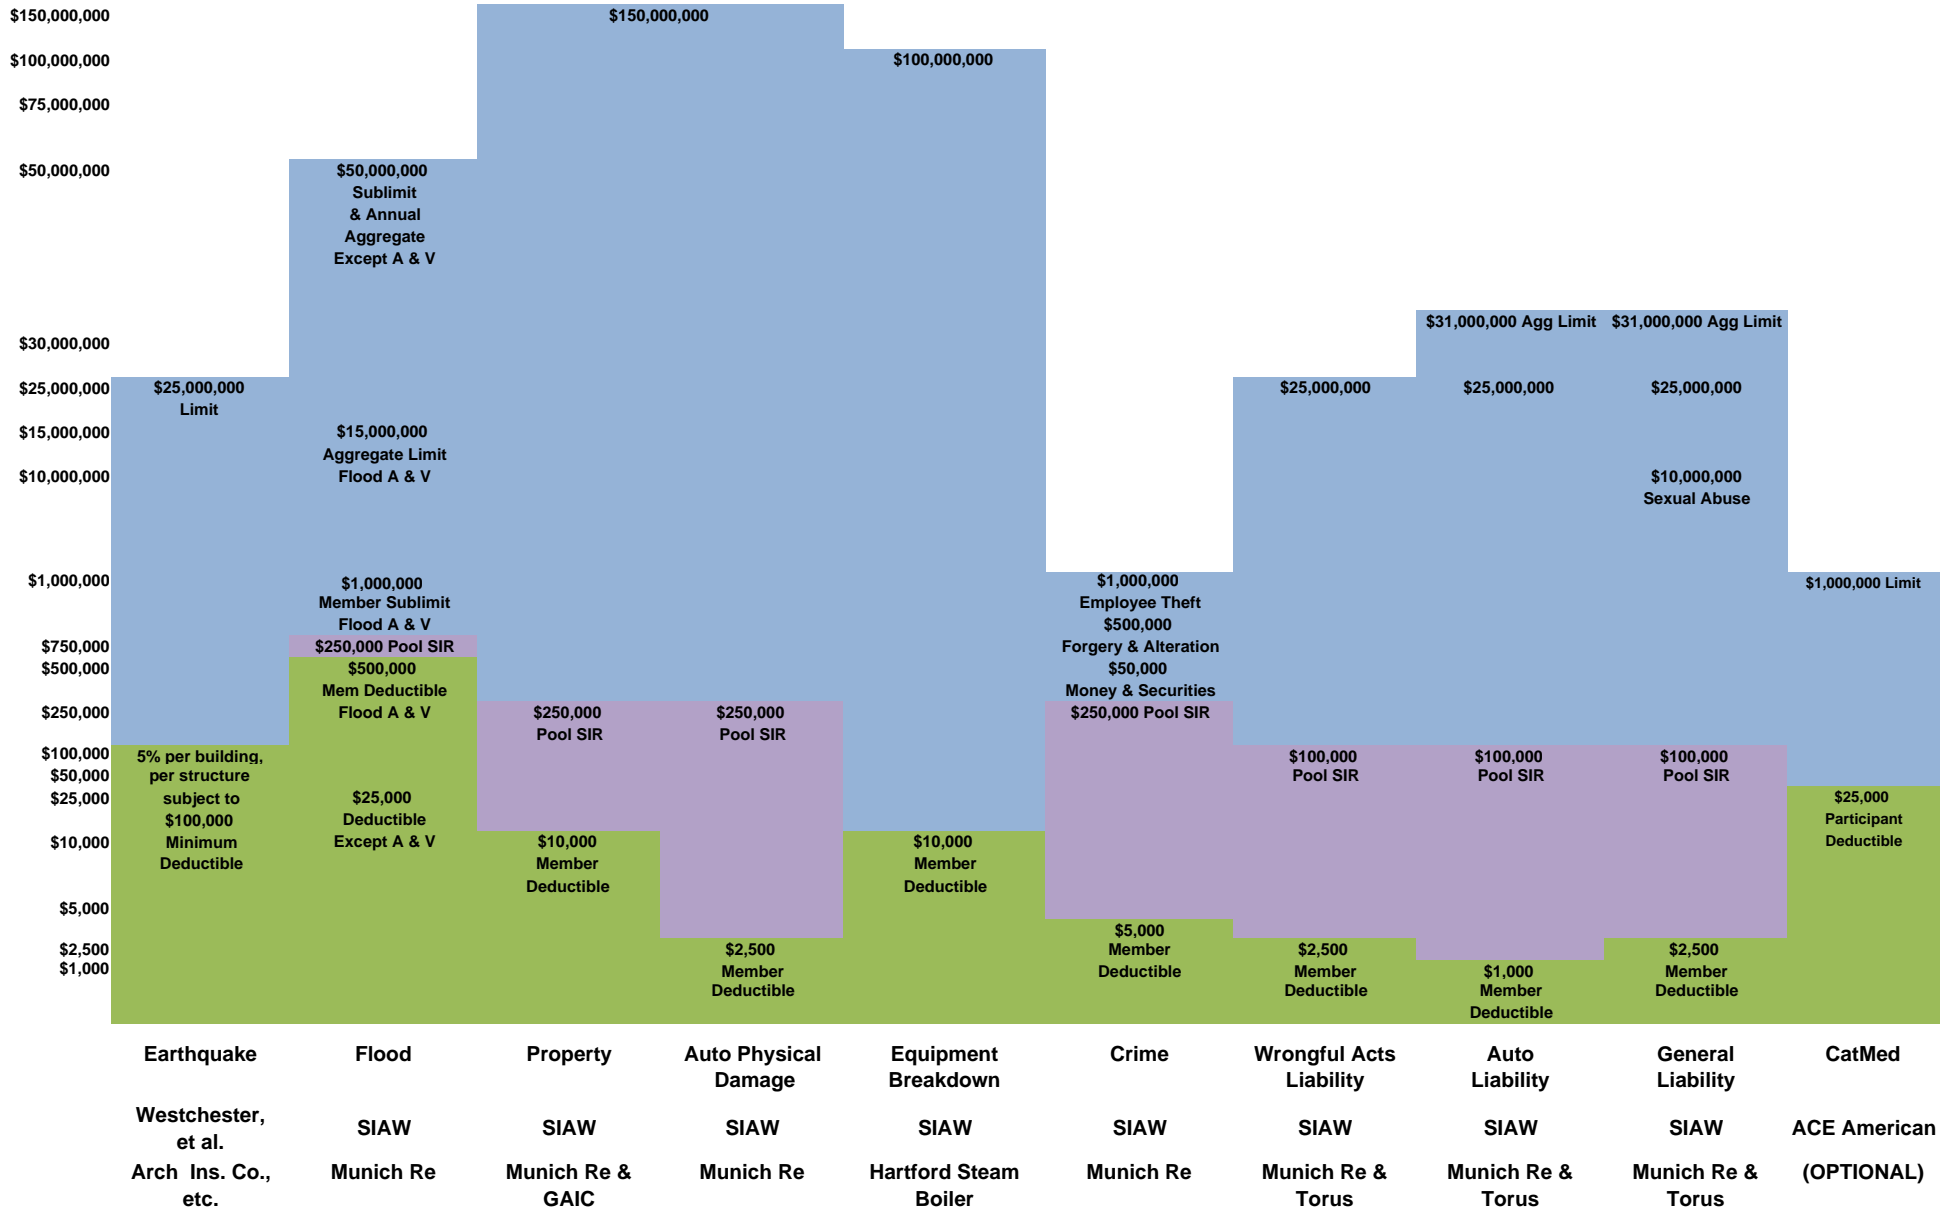 $150,000,000
$100,000,000
$75,000,000
$50,000,000
$30,000,000
$25,000,000
$15,000,000
$10,000,000
$1,000,000
$750,000
$500,000
$250,000
$100,000
$50,000
$25,000
$10,000
$5,000
$2,500
$1,000
$25,000,000
Limit
5% per building,
per structure
subject to
$100,000
Minimum
Deductible
$50,000,000
Sublimit
& Annual
Aggregate
Except A & V
$15,000,000
Aggregate Limit
Flood A & V
$1,000,000
Member Sublimit
Flood A & V
$250,000 Pool SIR
$500,000
Mem Deductible
Flood A & V
$25,000
Deductible
Except A & V
$150,000,000
$250,000
Pool SIR
$10,000
Member
Deductible
$250,000
Pool SIR
$2,500
Member
Deductible
$100,000,000
$10,000
Member
Deductible
$1,000,000
Employee Theft
$500,000
Forgery & Alteration
$50,000
Money & Securities
$250,000 Pool SIR
$5,000
Member
Deductible
$25,000,000
$100,000
Pool SIR
$2,500
Member
Deductible
$31,000,000 Agg Limit
$25,000,000
$100,000
Pool SIR
$1,000
Member
Deductible
$31,000,000 Agg Limit
$25,000,000
$10,000,000
Sexual Abuse
$100,000
Pool SIR
$2,500
Member
Deductible
$1,000,000 Limit
$25,000
Participant
Deductible
Earthquake
Flood
Property
Auto Physical
Damage
Equipment
Breakdown
Crime
Wrongful Acts
Liability
Auto
Liability
General
Liability
CatMed
Westchester,
et al.
SIAW
SIAW
SIAW
SIAW
SIAW
SIAW
SIAW
SIAW
ACE American
Arch Ins. Co.,
etc.
Munich Re
Munich Re &
GAIC
Munich Re
Hartford Steam
Boiler
Munich Re
Munich Re &
Torus
Munich Re &
Torus
Munich Re &
Torus
(OPTIONAL)